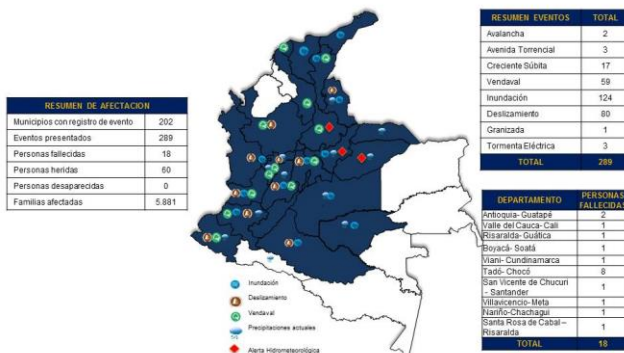 RESUMEN DE AFECTACION
Municipios con registro de evento 202
Eventos presentados 289
Personas fallecidas 18
Personas heridas 60
Personas desaparecidas 0
Familias afectadas 5.881
Inundación
Deslizamiento
Vendaval
Precipitaciones actuales
Alerta Hidrometeorológica
RESUMEN EVENTOS TOTAL
Avalancha 2
Avenida Torrencial 3
Creciente Súbita 17
Vendaval 59
Inundación 124
Deslizamiento 80
Granizada 1
Tormenta Eléctrica 3
TOTAL 289
DEPARTAMENTO PERSONAS
FALLECIDAS
Antioquia- Guatapé 2
Valle del Cauca- Cali 1
Risaralda- Guática 1
Boyacá- Soatá 1
Viani- Cundinamarca 1
Tadó- Chocó 8
San Vicente de Chucuri
- Santander 1
Villavicencio-Meta 1
Nariño-Chachagui 1
Santa Rosa de Cabal –
Risaralda 1
TOTAL 18